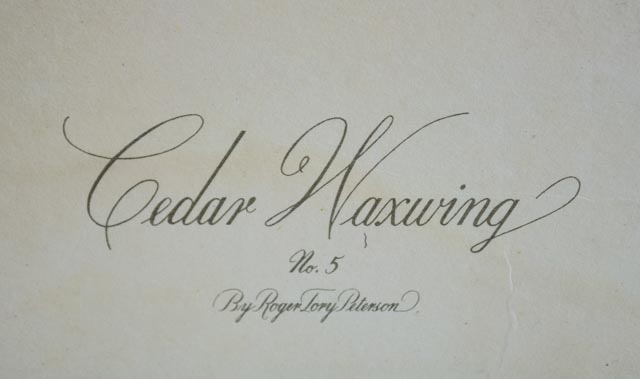 Cedar Waxwing
No. 5
By Roger Tory Peterson